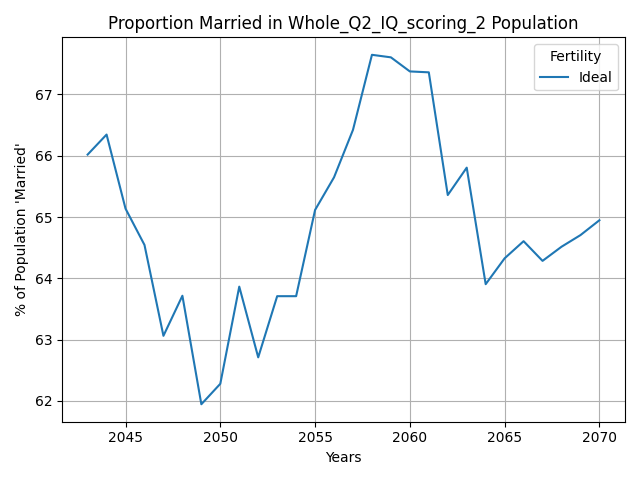 Proportion Married in Whole_Q2_IQ_scoring_2 Population
Fertility
Ideal
% of Population 'Married'
67
66
65
64
63
62
2045
2050
2055
2060
2065
2070
Years